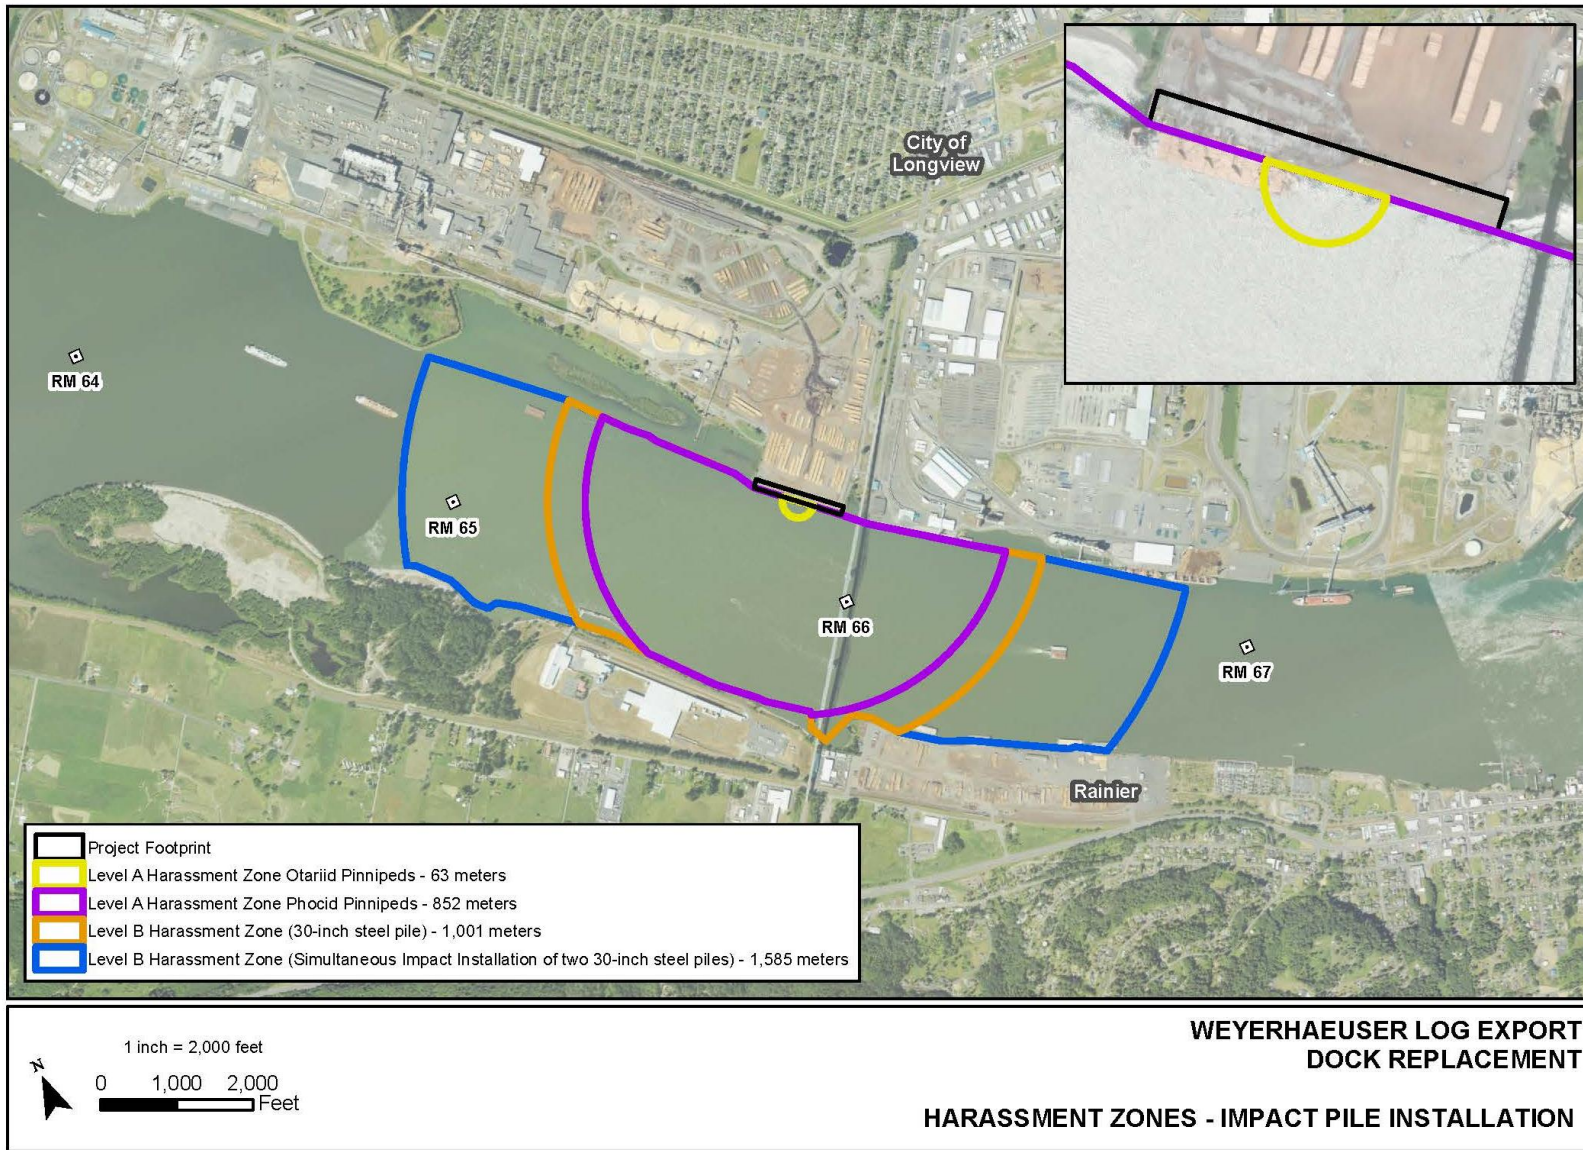 City of
Longview
RM 64
RM 65
RM 66
RM 67
Rainier
Project Footprint
Level A Harassment Zone Otariid Pinnipeds - 63 meters
Level A Harassment Zone Phocid Pinnipeds - 852 meters
Level B Harassment Zone (30-inch steel pile) - 1,001 meters
Level B Harassment Zone (Simultaneous Impact Installation of two 30-inch steel piles) - 1,585 meters
N
1 inch = 2,000 feet
0 1,000 2,000
Feet
WEYERHAEUSER LOG EXPORT
DOCK REPLACEMENT
HARASSMENT ZONES - IMPACT PILE INSTALLATION